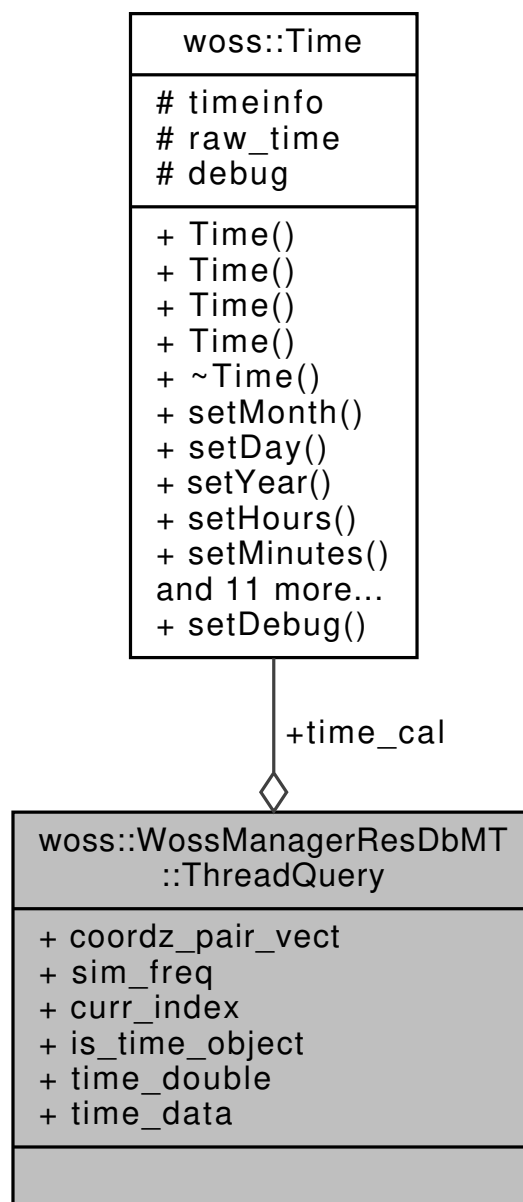 woss::Time
# timeinfo
# raw_time
# debug
+ Time()
+ Time()
+ Time()
+ Time()
+ ~Time()
+ setMonth()
+ setDay()
+ setYear()
+ setHours()
+ setMinutes()
and 11 more...
+ setDebug()
+time_cal
woss::WossManagerResDbMT
::ThreadQuery
+ coordz_pair_vect
+ sim_freq
+ curr_index
+ is_time_object
+ time_double
+ time_data